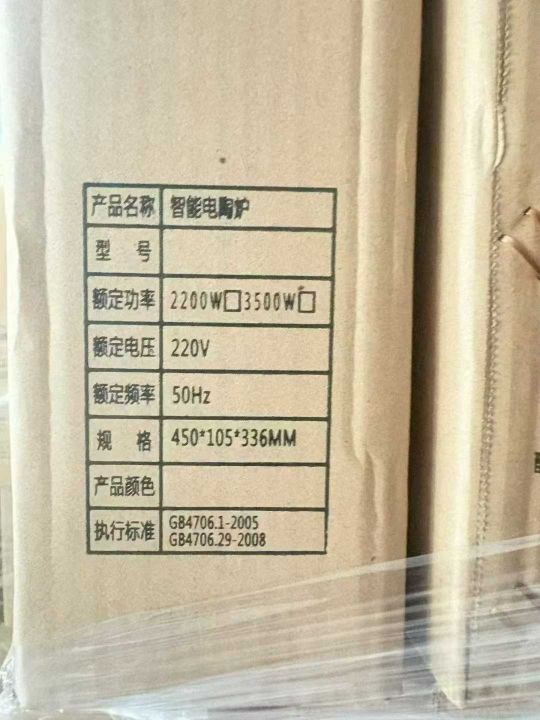 产品名称 智能电陶炉
型 号
额定功率 2200W□3500W□
额定电压 220V
额定频率 50Hz
规 格 450*105*336MM
产品颜色
执行标准 GB4706.1-2005
GB4706.29-2008